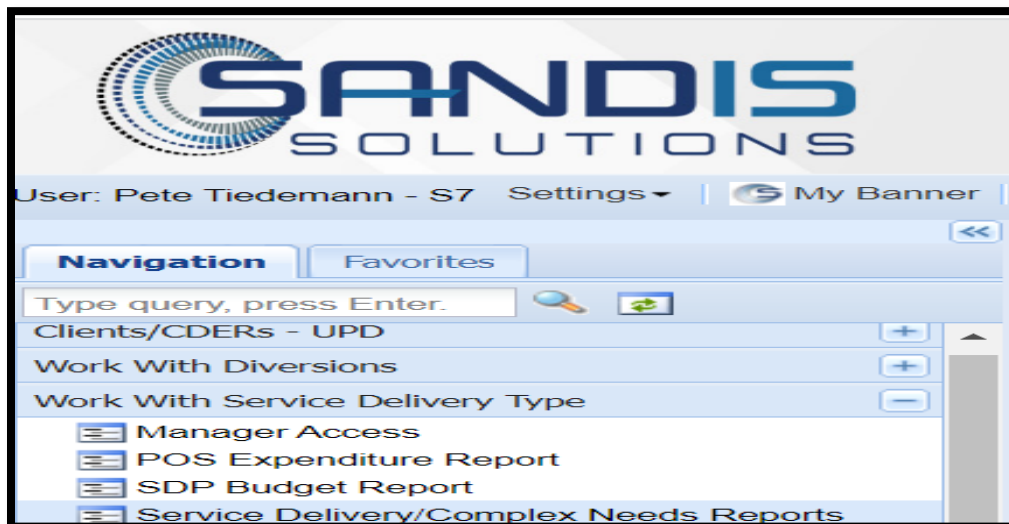 SANDIS
SOLUTIONS
User: Pete Tiedemann - S7 Settings My Banner
Navigation Favorites
Type query, press Enter.
Clients/CDERs - UPD
Work With Diversions
Work With Service Delivery Type
Manager Access
POS Expenditure Report
SDP Budget Report
Service Delivery/Complex Needs Reports